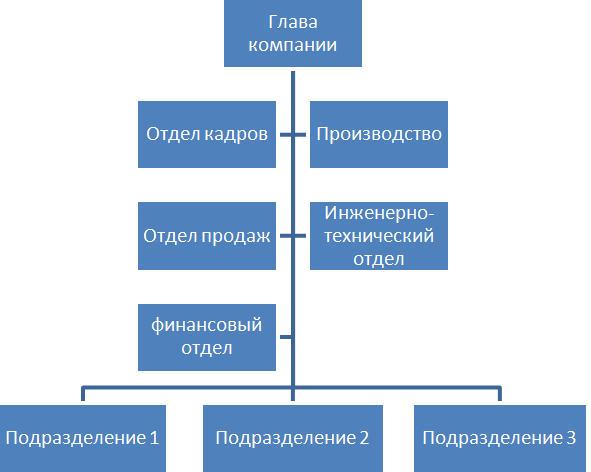 Глава
компании
Отдел кадров
Производство
Отдел продаж
Инженерно-
технический
отдел
финансовый
отдел
Подразделение 1
Подразделение 2
Подразделение 3